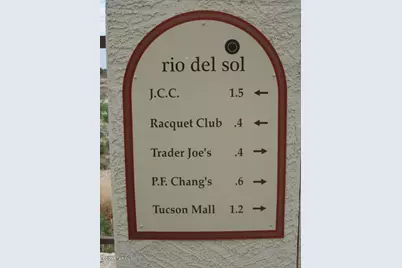 rio del sol
J.C.C. 1.5 ←
Racquet Club .4 ←
Trader Joe's .4 →
P.F. Chang's .6 →
Tucson Mall 1.2 →